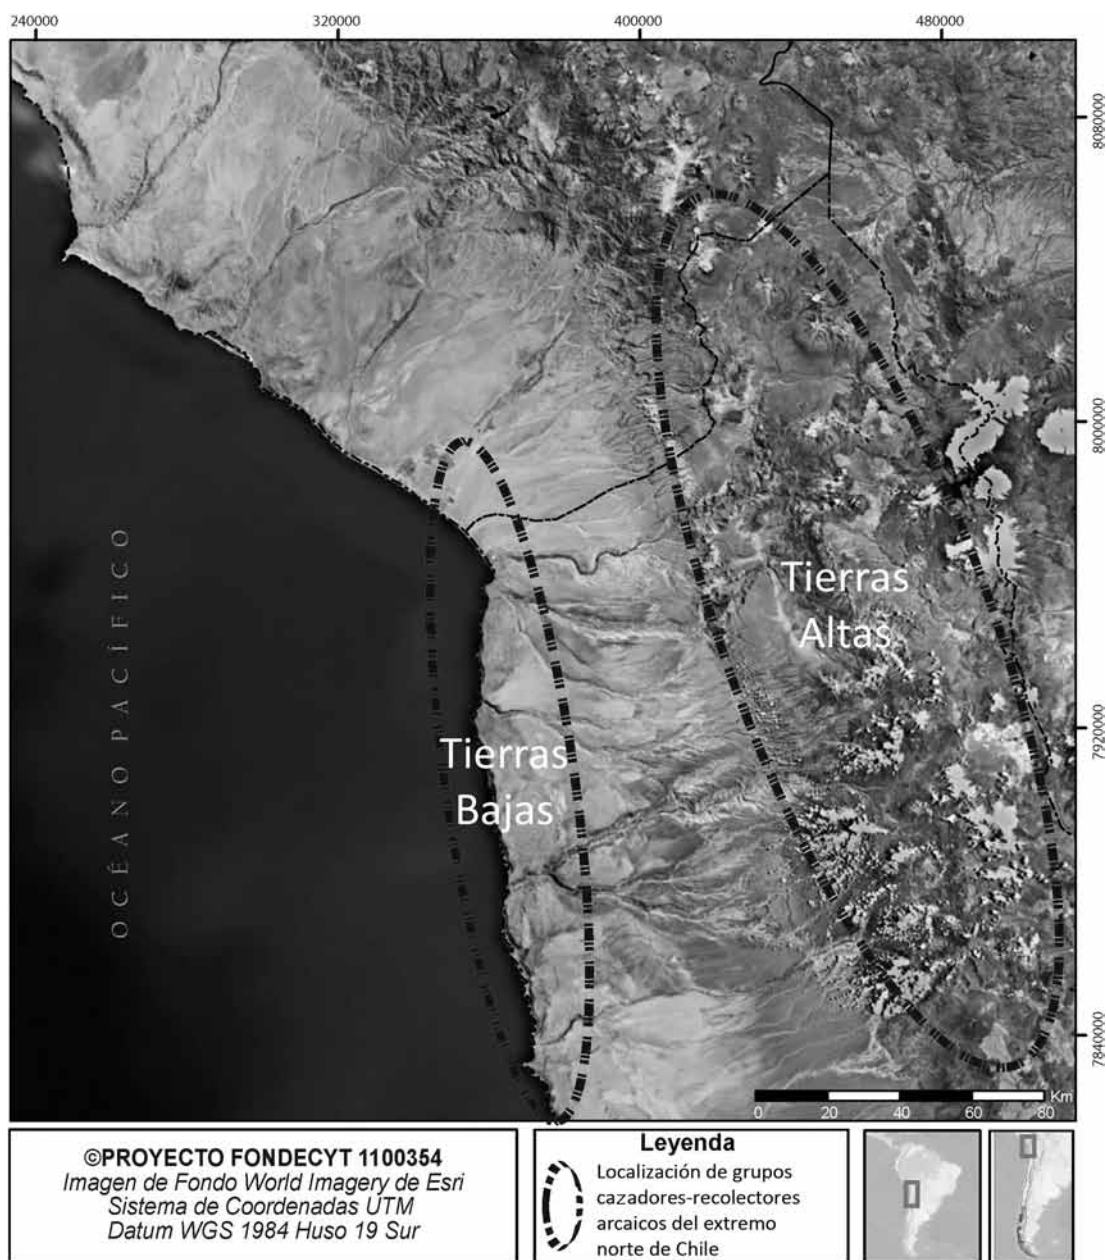 240000 320000 400000 480000
8080000
8000000
7920000
7840000
OCÉANO PACÍFICO
Tierras
Altas
Tierras
Bajas
Km
0 20 40 60 80
©PROYECTO FONDECYT 1100354
Imagen de Fondo World Imagery de Esri
Sistema de Coordenadas UTM
Datum WGS 1984 Huso 19 Sur
Leyenda
Localización de grupos
cazadores-recolectores
arcaicos del extremo
norte de Chile